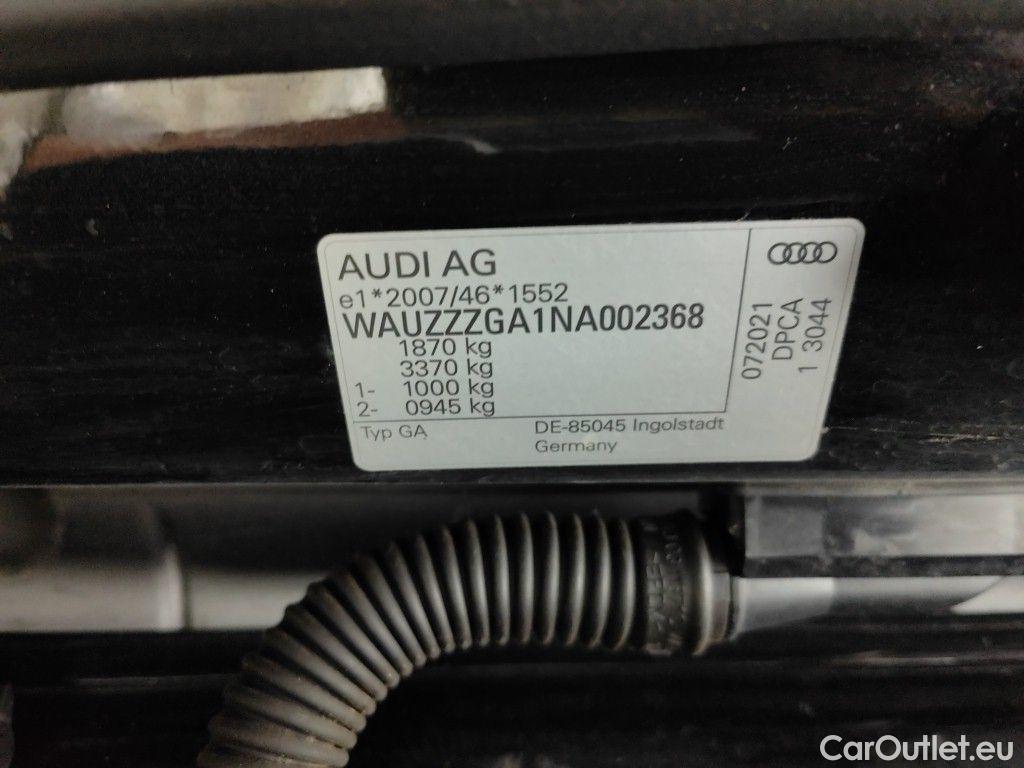 AUDI AG
e1*2007/46*1552
WAUZZZGA1NA002368
1870 kg
3370 kg
1- 1000 kg
2- 0945 kg
Typ GA
DE-85045 Ingolstadt
Germany
072021
DPCA
1 3044
CarOutlet.eu